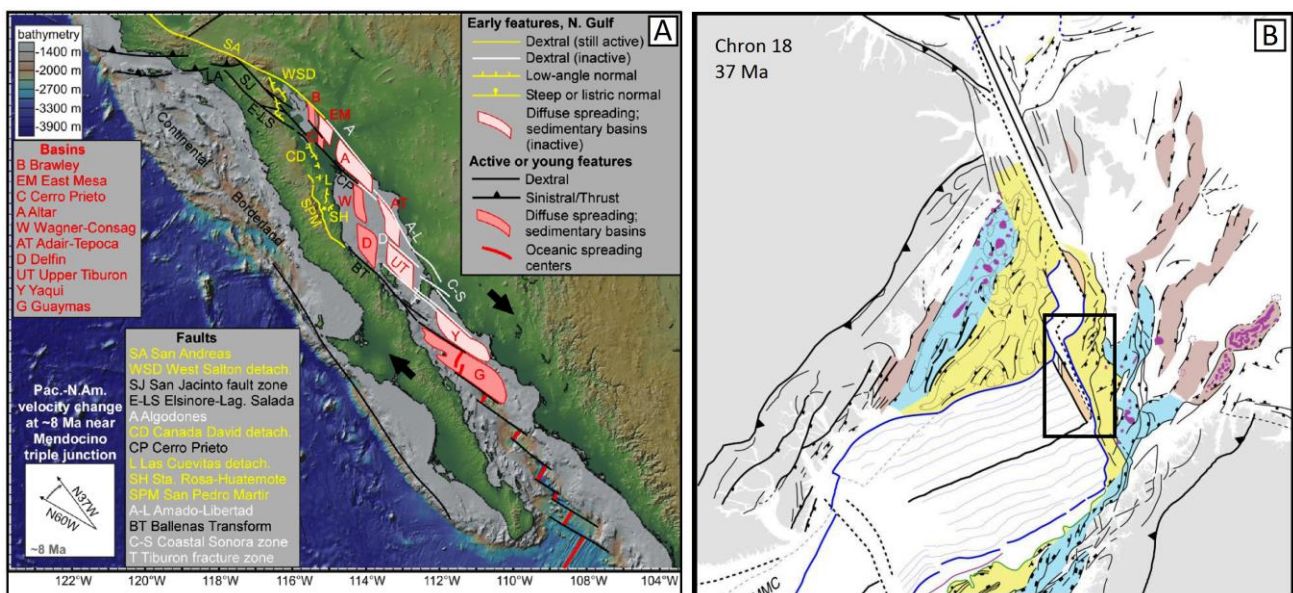 bathymetry
-1400 m
-2000 m
-2700 m
-3300 m
-3900 m
Basins
B Brawley
EM East Mesa
C Cerro Prieto
A Altar
W Wagner-Consag
AT Adair-Tepoca
D Delfin
UT Upper Tiburon
Y Yaqui
G Guaymas
Faults
SA San Andreas
WSD West Salton detach.
SJ San Jacinto fault zone
E-LS Elsinore-Lag. Salada
A Algodones
CD Canada David detach.
CP Cerro Prieto
L Las Cuevitas detach.
SH Sta. Rosa-Huatemote
SPM San Pedro Martir
A-L Amado-Libertad
BT Ballenas Transform
C-S Coastal Sonora zone
T Tiburon fracture zone
Pac.-N.Am.
velocity change
at ~8 Ma near
Mendocino
triple junction
N37W
N60W
~8 Ma
Continental
Borderland
SA
LA
WSD
SJ
E-LS
B
EM
A
C
CD
A
CP
L
W
AT
SH
SPM
D
D
A-L
UT
BT
C-S
Y
G
Early features, N. Gulf
Dextral (still active)
Dextral (inactive)
Low-angle normal
Steep or listric normal
Diffuse spreading;
sedimentary basins
(inactive)
Active or young features
Dextral
Sinistral/Thrust
Diffuse spreading;
sedimentary basins
Oceanic spreading
centers
A
122°W
120°W
118°W
116°W
114°W
112°W
110°W
108°W
106°W
104°W
B
Chron 18
37 Ma
MMC